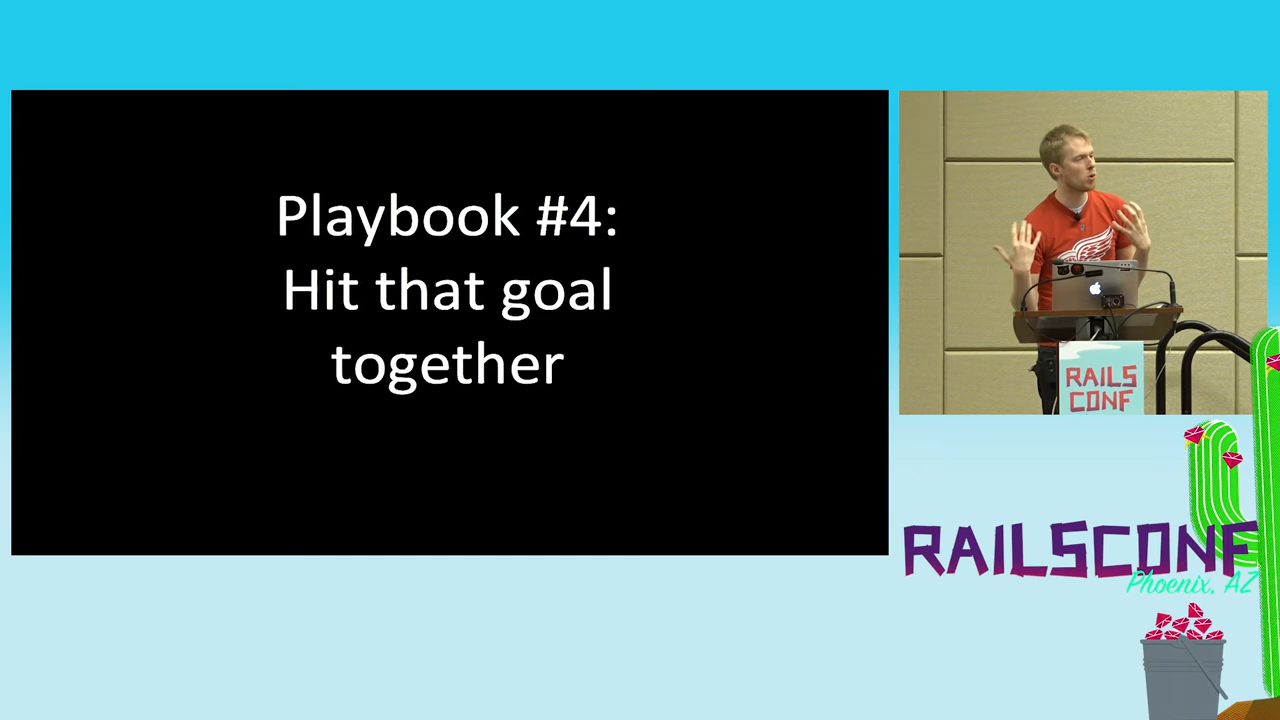 Playbook #4:
Hit that goal
together
RAILS
CONF
RAILSCONF
Phoenix, AZ